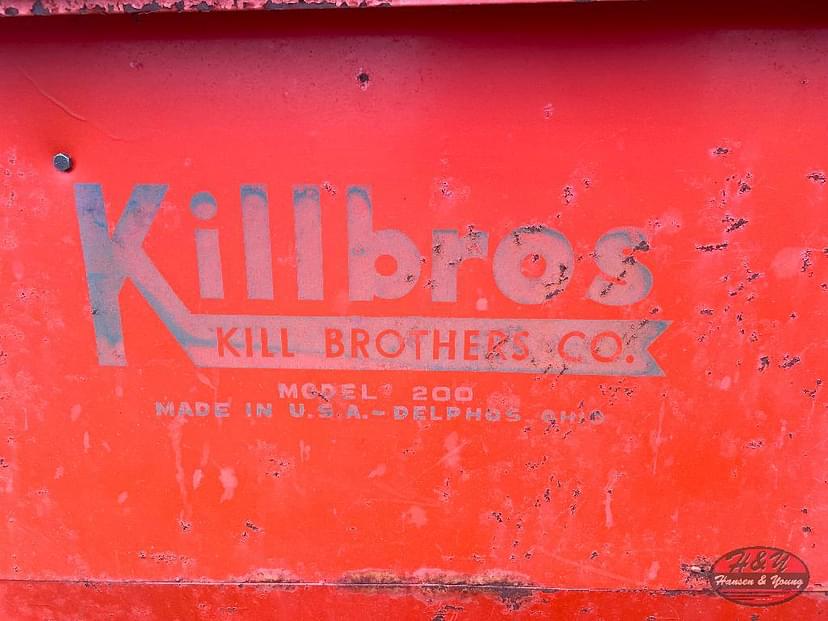 Killbros
KILL BROTHERS CO.
MODEL 200
MADE IN U.S.A.-DELPHOS, OHIO
H&Y
Hansen & Young